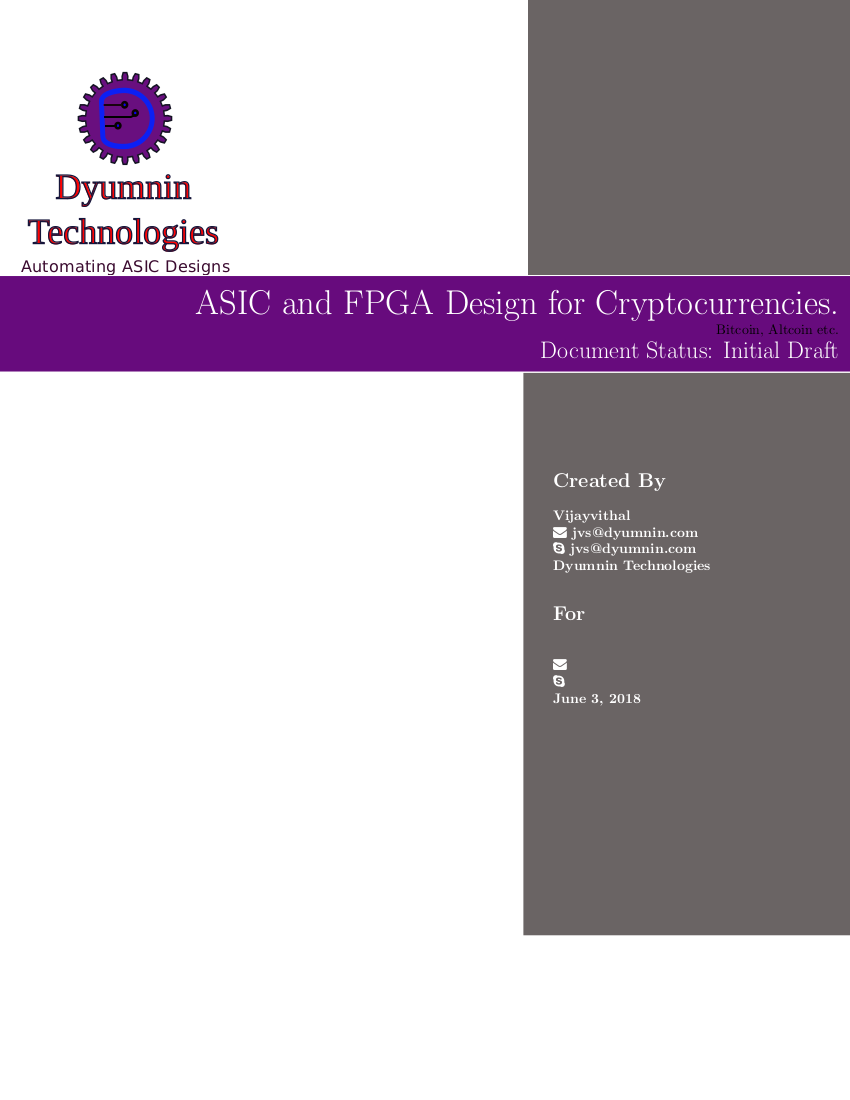 Dyumnin
Technologies
Automating ASIC Designs
ASIC and FPGA Design for Cryptocurrencies.
Bitcoin, Altcoin etc.
Document Status: Initial Draft
Created By
Vijayvithal
jvs@dyumnin.com
jvs@dyumnin.com
Dyumnin Technologies
For
June 3, 2018